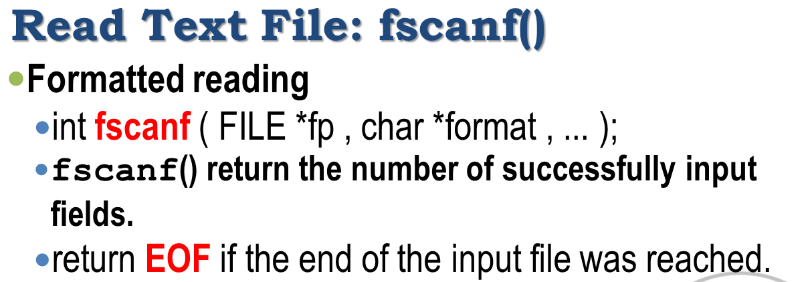 Read Text File: fscanf()
•Formatted reading
•int fscanf ( FILE *fp , char *format , ... );
•fscanf() return the number of successfully input
fields.
•return EOF if the end of the input file was reached.